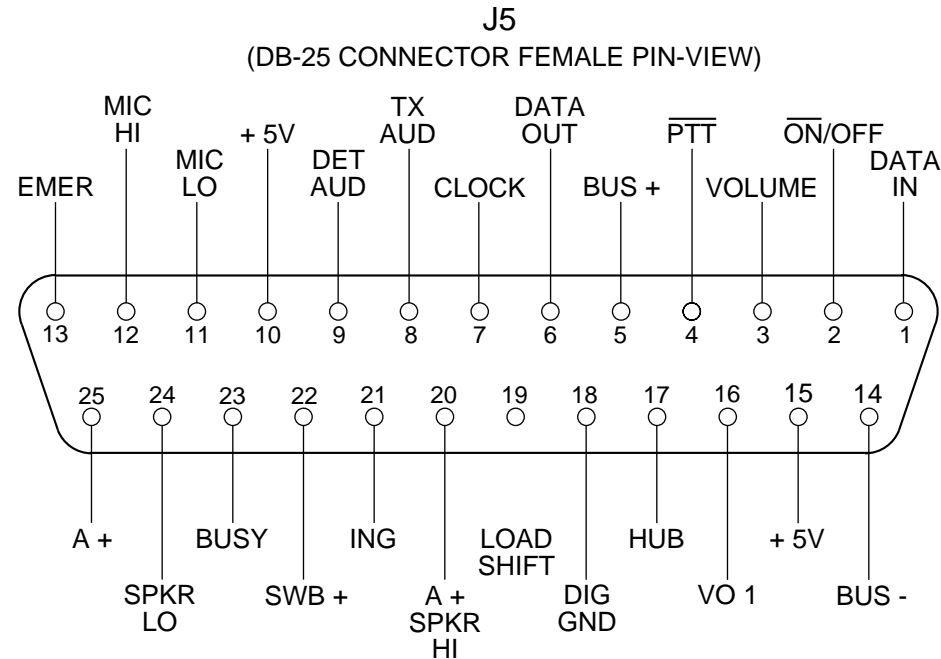 J5
(DB-25 CONNECTOR FEMALE PIN-VIEW)
EMER
MIC
HI
MIC
LO
+ 5V
DET
AUD
TX
AUD
CLOCK
DATA
OUT
BUS +
P̅T̅T̅
VOLUME
O̅N̅/OFF
DATA
IN
13 12 11 10 9 8 7 6 5 4 3 2 1
25 24 23 22 21 20 19 18 17 16 15 14
A +
SPKR
LO
BUSY
SWB +
ING
A +
SPKR
HI
LOAD
SHIFT
DIG
GND
HUB
VO 1
+ 5V
BUS -